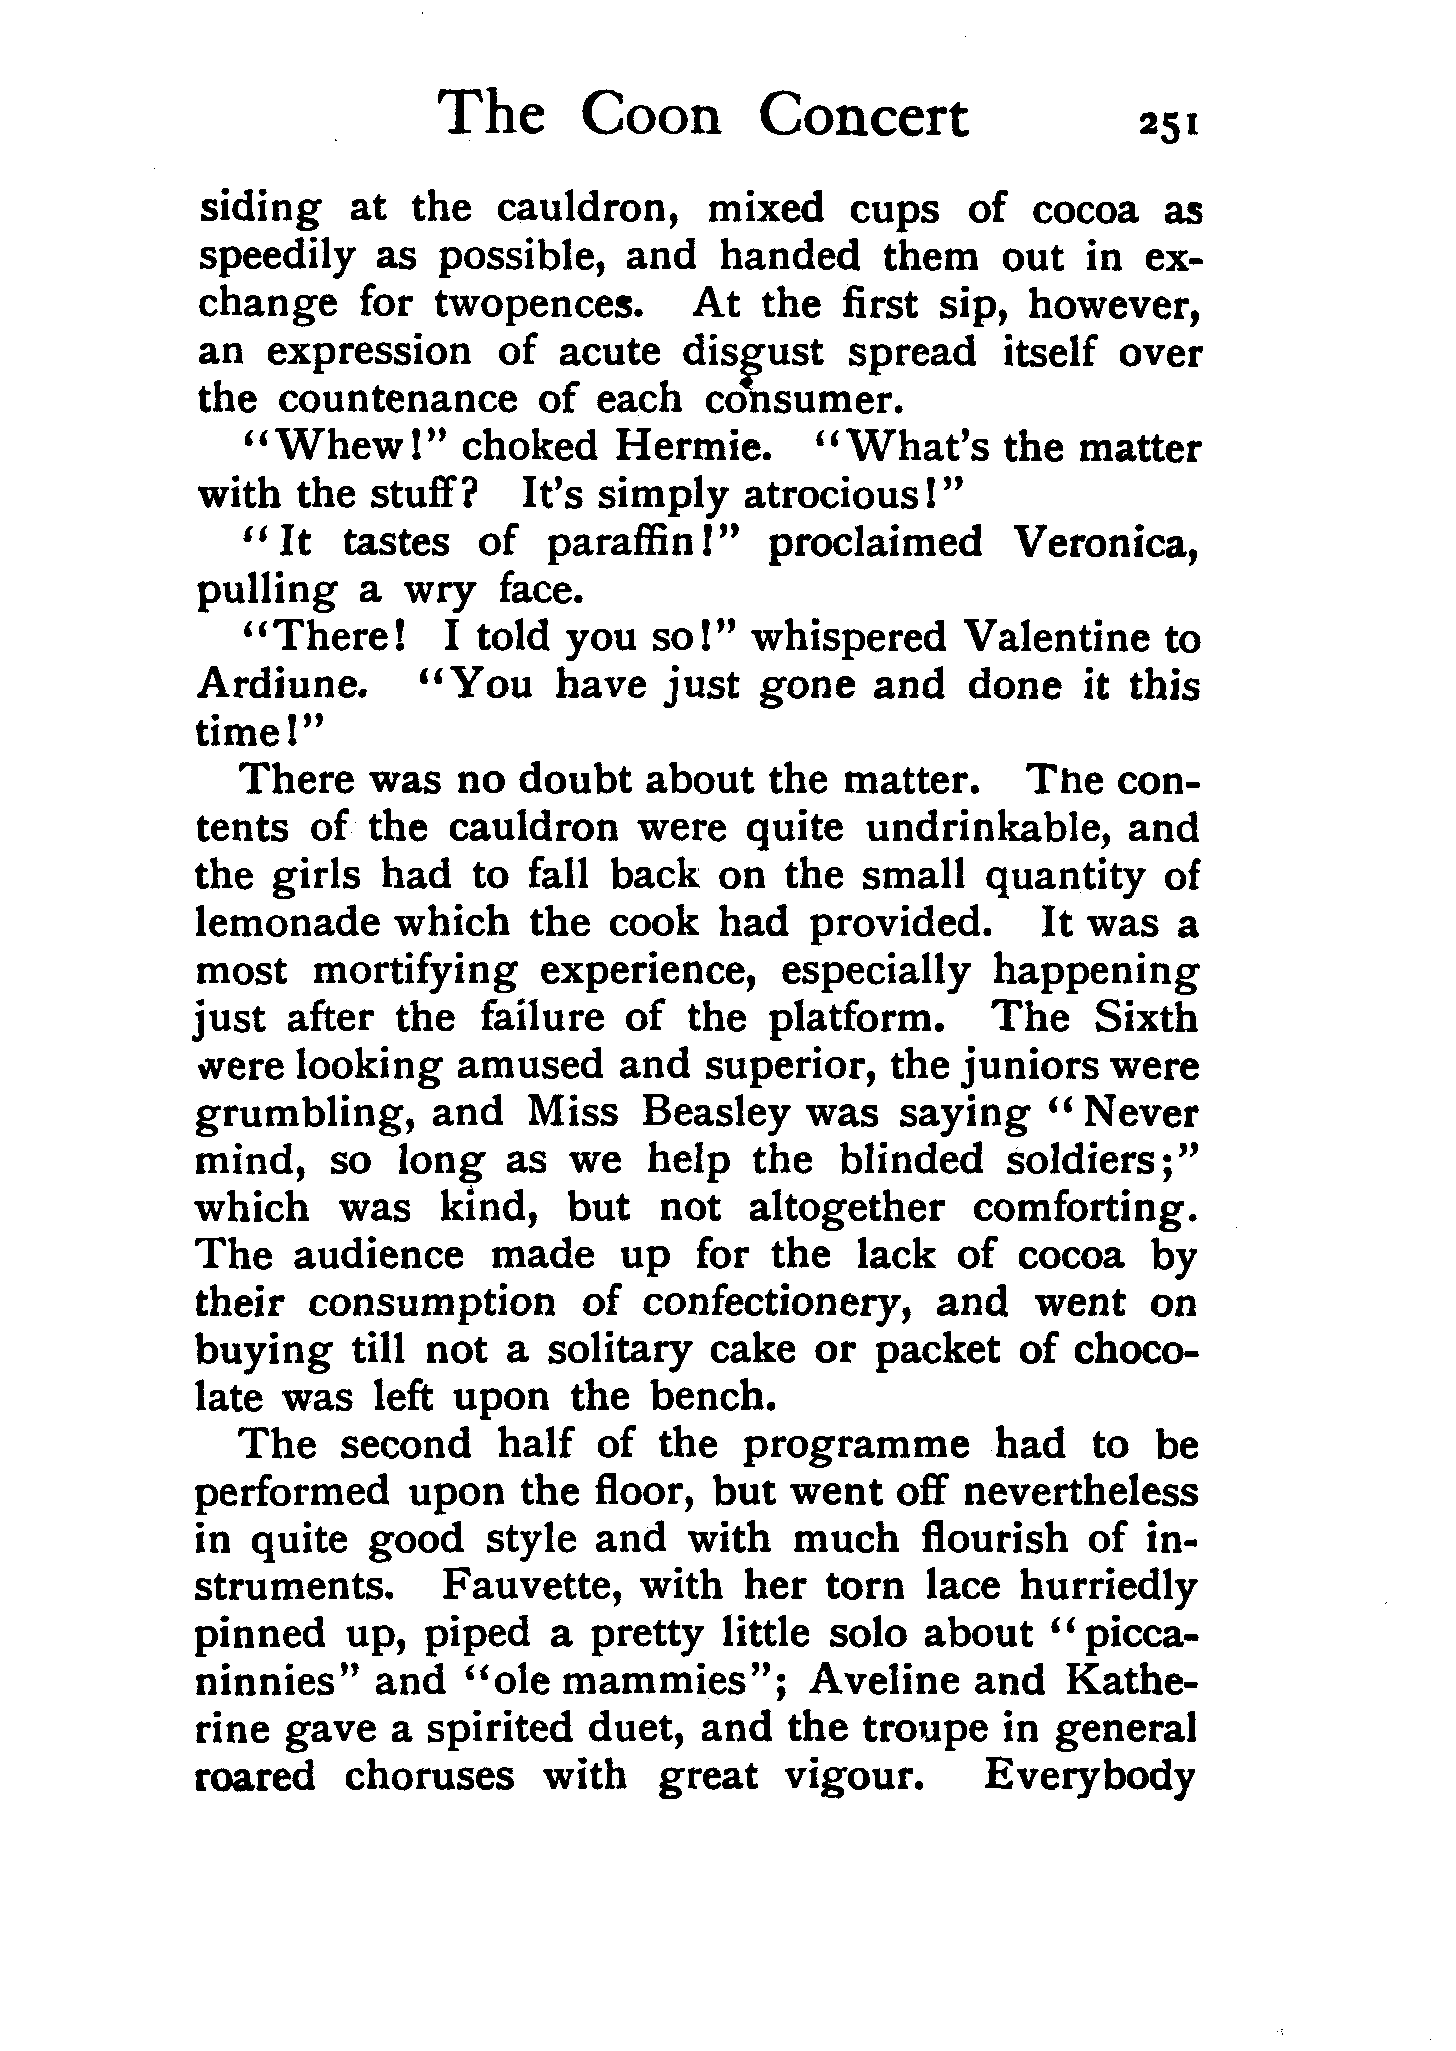 The Coon Concert 251
siding at the cauldron, mixed cups of cocoa as
speedily as possible, and handed them out in ex-
change for twopences. At the first sip, however,
an expression of acute disgust spread itself over
the countenance of each consumer.
"Whew!" choked Hermie. "What's the matter
with the stuff? It's simply atrocious!"
"It tastes of paraffin!" proclaimed Veronica,
pulling a wry face.
"There! I told you so!" whispered Valentine to
Ardiune. "You have just gone and done it this
time!"
There was no doubt about the matter. The con-
tents of the cauldron were quite undrinkable, and
the girls had to fall back on the small quantity of
lemonade which the cook had provided. It was a
most mortifying experience, especially happening
just after the failure of the platform. The Sixth
were looking amused and superior, the juniors were
grumbling, and Miss Beasley was saying "Never
mind, so long as we help the blinded soldiers;"
which was kind, but not altogether comforting.
The audience made up for the lack of cocoa by
their consumption of confectionery, and went on
buying till not a solitary cake or packet of choco-
late was left upon the bench.
The second half of the programme had to be
performed upon the floor, but went off nevertheless
in quite good style and with much flourish of in-
struments. Fauvette, with her torn lace hurriedly
pinned up, piped a pretty little solo about "picca-
ninnies" and "ole mammies"; Aveline and Kathe-
rine gave a spirited duet, and the troupe in general
roared choruses with great vigour. Everybody